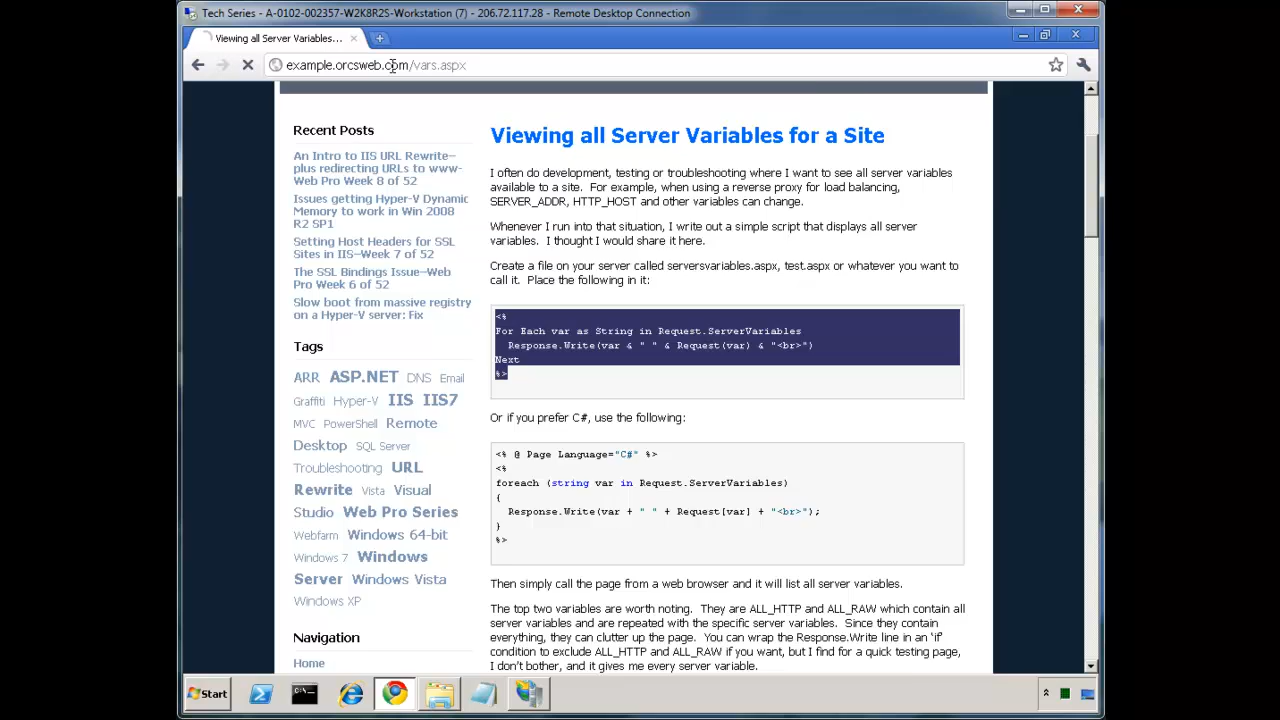 Tech Series - A-0102-002357-W2K8R2S-Workstation (7) - 206.72.117.28 - Remote Desktop Connection
Viewing all Server Variables...
example.orcsweb.com/vars.aspx
Recent Posts
An Intro to IIS URL Rewrite–
plus redirecting URLs to www-
Web Pro Week 8 of 52
Issues getting Hyper-V Dynamic
Memory to work in Win 2008
R2 SP1
Setting Host Headers for SSL
Sites in IIS–Week 7 of 52
The SSL Bindings Issue–Web
Pro Week 6 of 52
Slow boot from massive registry
on a Hyper-V server: Fix
Tags
ARR ASP.NET DNS Email
Graffiti Hyper-V IIS IIS7
MVC PowerShell Remote
Desktop SQL Server
Troubleshooting URL
Rewrite Vista Visual
Studio Web Pro Series
Webfarm Windows 64-bit
Windows 7 Windows
Server Windows Vista
Windows XP
Navigation
Home
Viewing all Server Variables for a Site
I often do development, testing or troubleshooting where I want to see all server variables
available to a site. For example, when using a reverse proxy for load balancing,
SERVER_ADDR, HTTP_HOST and other variables can change.
Whenever I run into that situation, I write out a simple script that displays all server
variables. I thought I would share it here.
Create a file on your server called serversvariables.aspx, test.aspx or whatever you want to
call it. Place the following in it:
<%
For Each var as String in Request.ServerVariables
Response.Write(var & " " & Request(var) & "<br>")
Next
%>
Or if you prefer C#, use the following:
<% @ Page Language="C#" %>
<%
foreach (string var in Request.ServerVariables)
{
Response.Write(var + " " + Request[var] + "<br>");
}
%>
Then simply call the page from a web browser and it will list all server variables.
The top two variables are worth noting. They are ALL_HTTP and ALL_RAW which contain all
server variables and are repeated with the specific server variables. Since they contain
everything, they can clutter up the page. You can wrap the Response.Write line in an 'if'
condition to exclude ALL_HTTP and ALL_RAW if you want, but I find for a quick testing page,
I don't bother, and it gives me every server variable.
Start